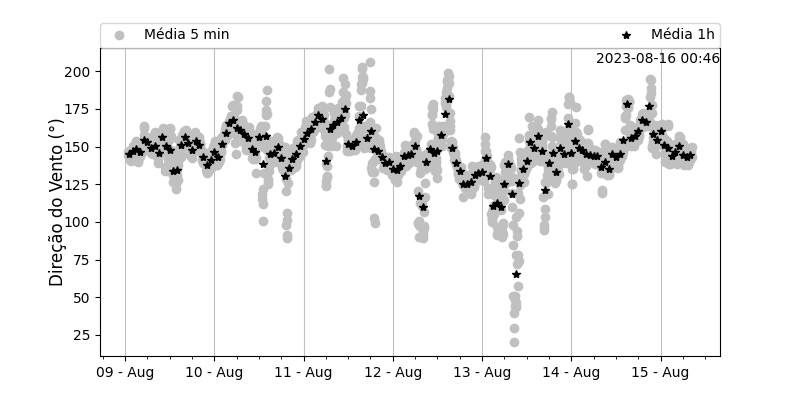 Média 5 min
Média 1h
2023-08-16 00:46
Direção do Vento (°)
200
175
150
125
100
75
50
25
09 - Aug
10 - Aug
11 - Aug
12 - Aug
13 - Aug
14 - Aug
15 - Aug